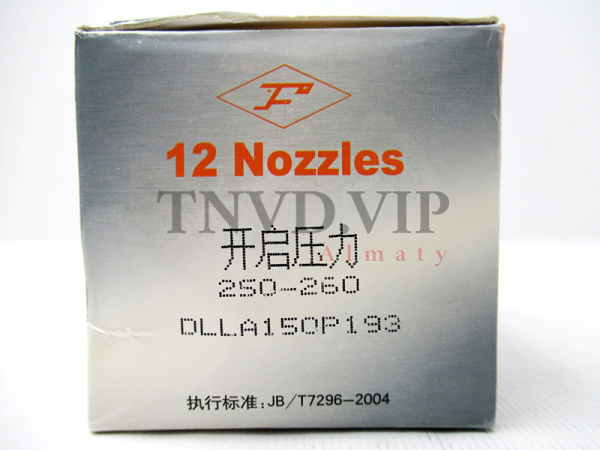 12 Nozzles
TNVD.VIP
开启压力
Almaty
250-260
DLLA150P193
执行标准：JB/T7296-2004